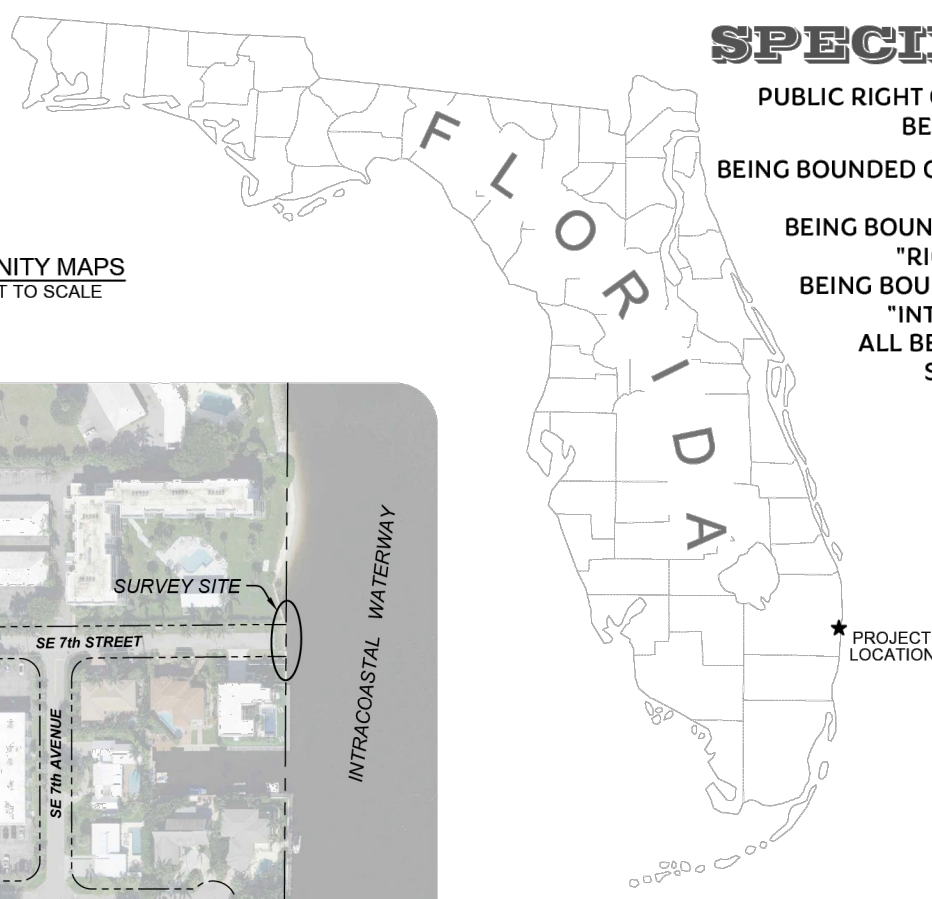 SPECI
PUBLIC RIGHT
BE
BEING BOUNDED
BEING BOUN
"RI
BEING BOU
"INT
ALL BE
S
FLORIDA
NITY MAPS
T TO SCALE
SURVEY SITE
SE 7th STREET
SE 7th AVENUE
INTRACOASTAL WATERWAY
PROJECT
LOCATION